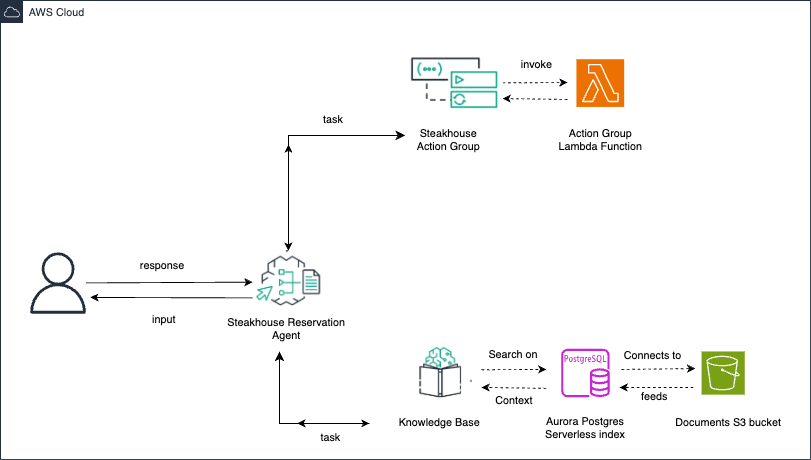 AWS Cloud
invoke
task
Steakhouse
Action Group
Action Group
Lambda Function
response
input
Steakhouse Reservation
Agent
Search on
PostgreSQL
Connects to
Context
feeds
Knowledge Base
Aurora Postgres
Serverless index
Documents S3 bucket
task